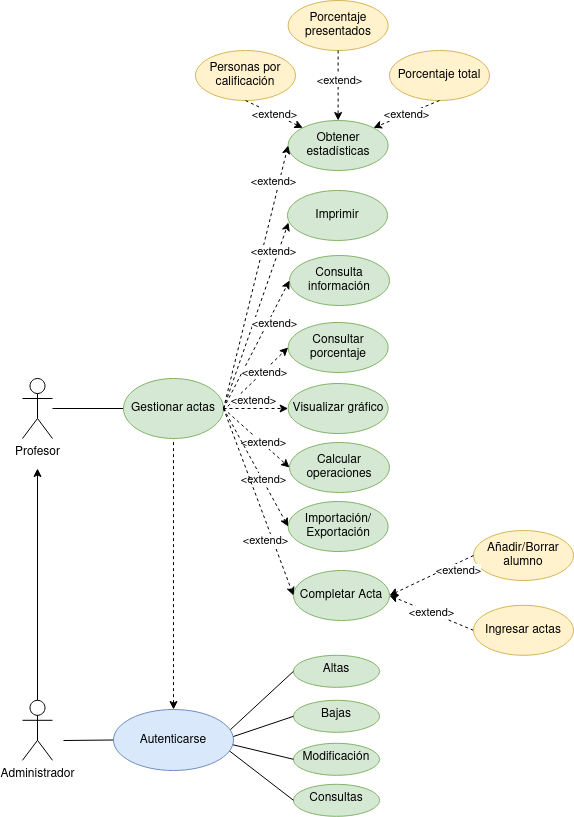 Porcentaje
presentados
Personas por
calificación
<extend>
Porcentaje total
<extend>
<extend>
Obtener
estadísticas
<extend>
Imprimir
<extend>
Consulta
información
<extend>
Consultar
porcentaje
<extend>
Gestionar actas
<extend>
Visualizar gráfico
Profesor
<extend>
Calcular
operaciones
<extend>
Importación/
Exportación
<extend>
Añadir/Borrar
alumno
<extend>
Completar Acta
<extend>
Ingresar actas
Altas
Bajas
Autenticarse
Modificación
Administrador
Consultas